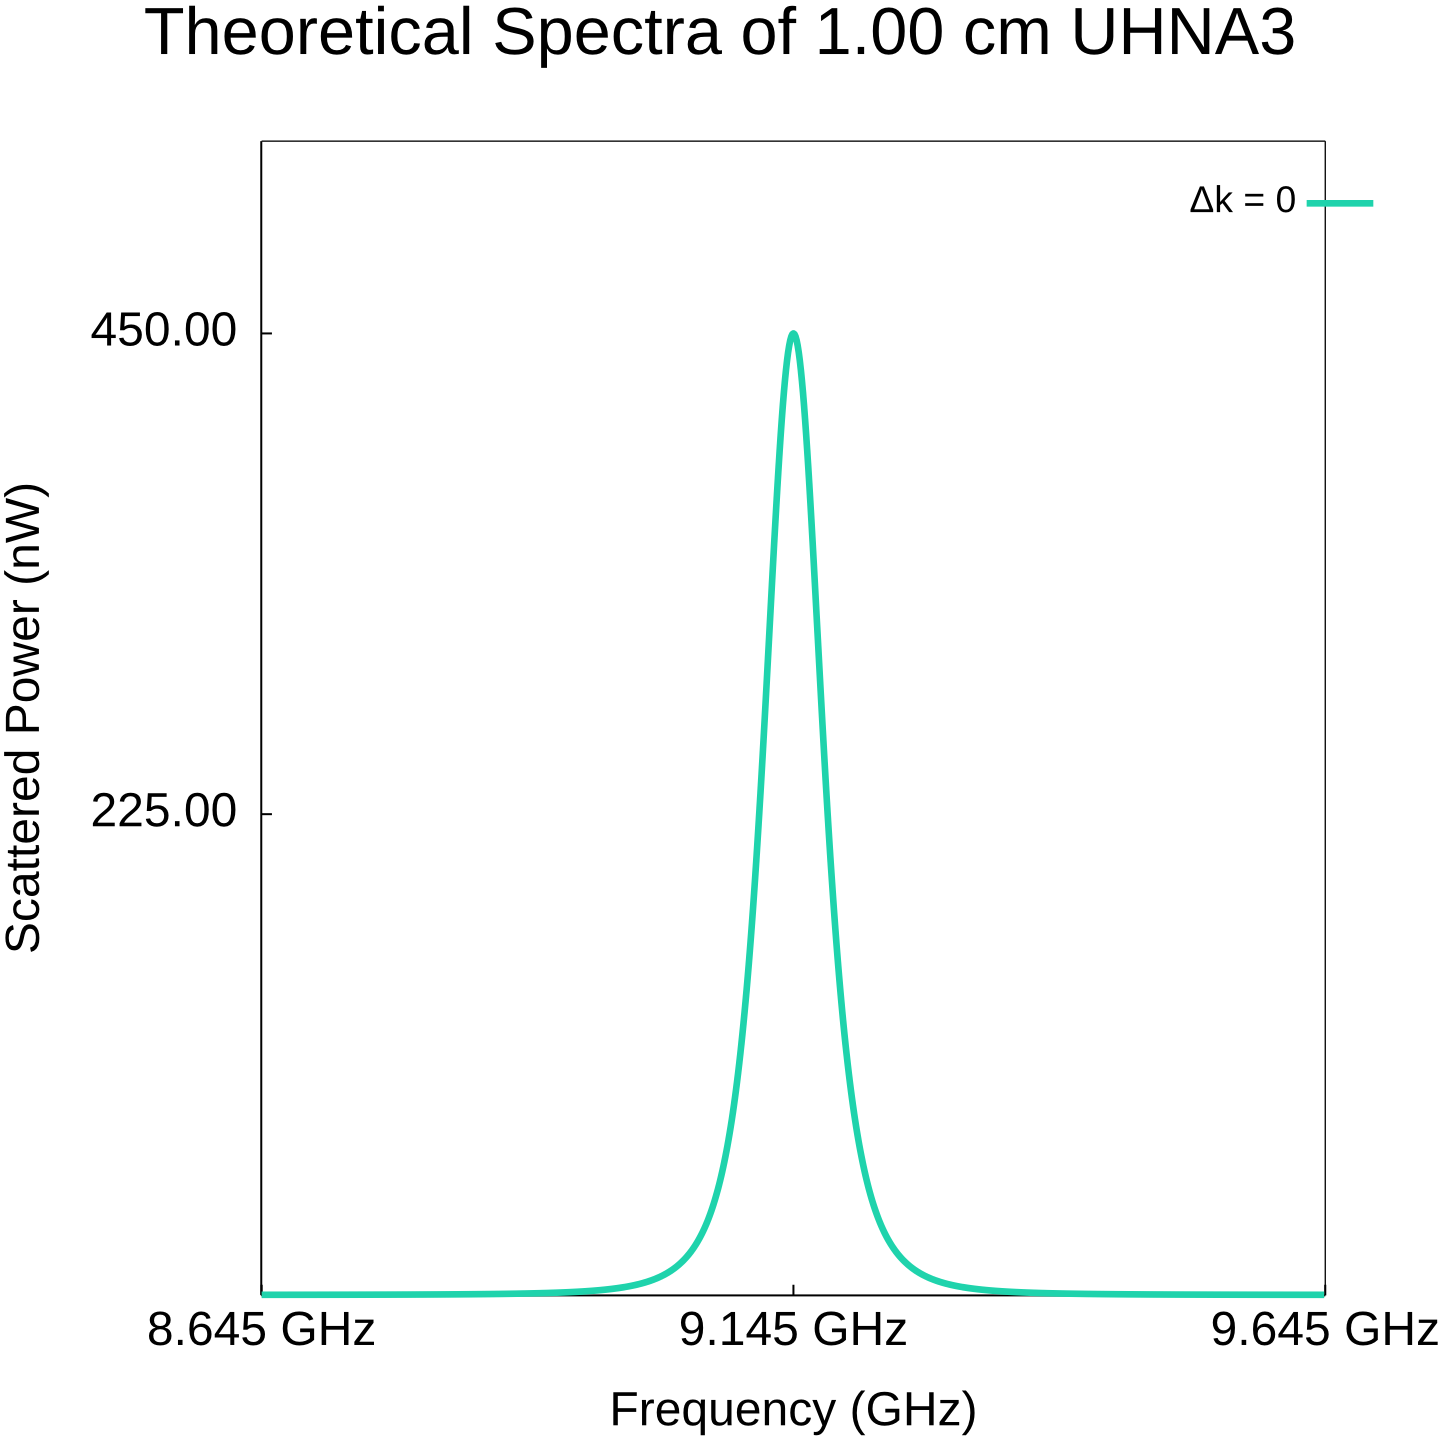 Theoretical Spectra of 1.00 cm UHNA3
Δk = 0
450.00
225.00
Scattered Power (nW)
8.645 GHz
9.145 GHz
9.645 GHz
Frequency (GHz)